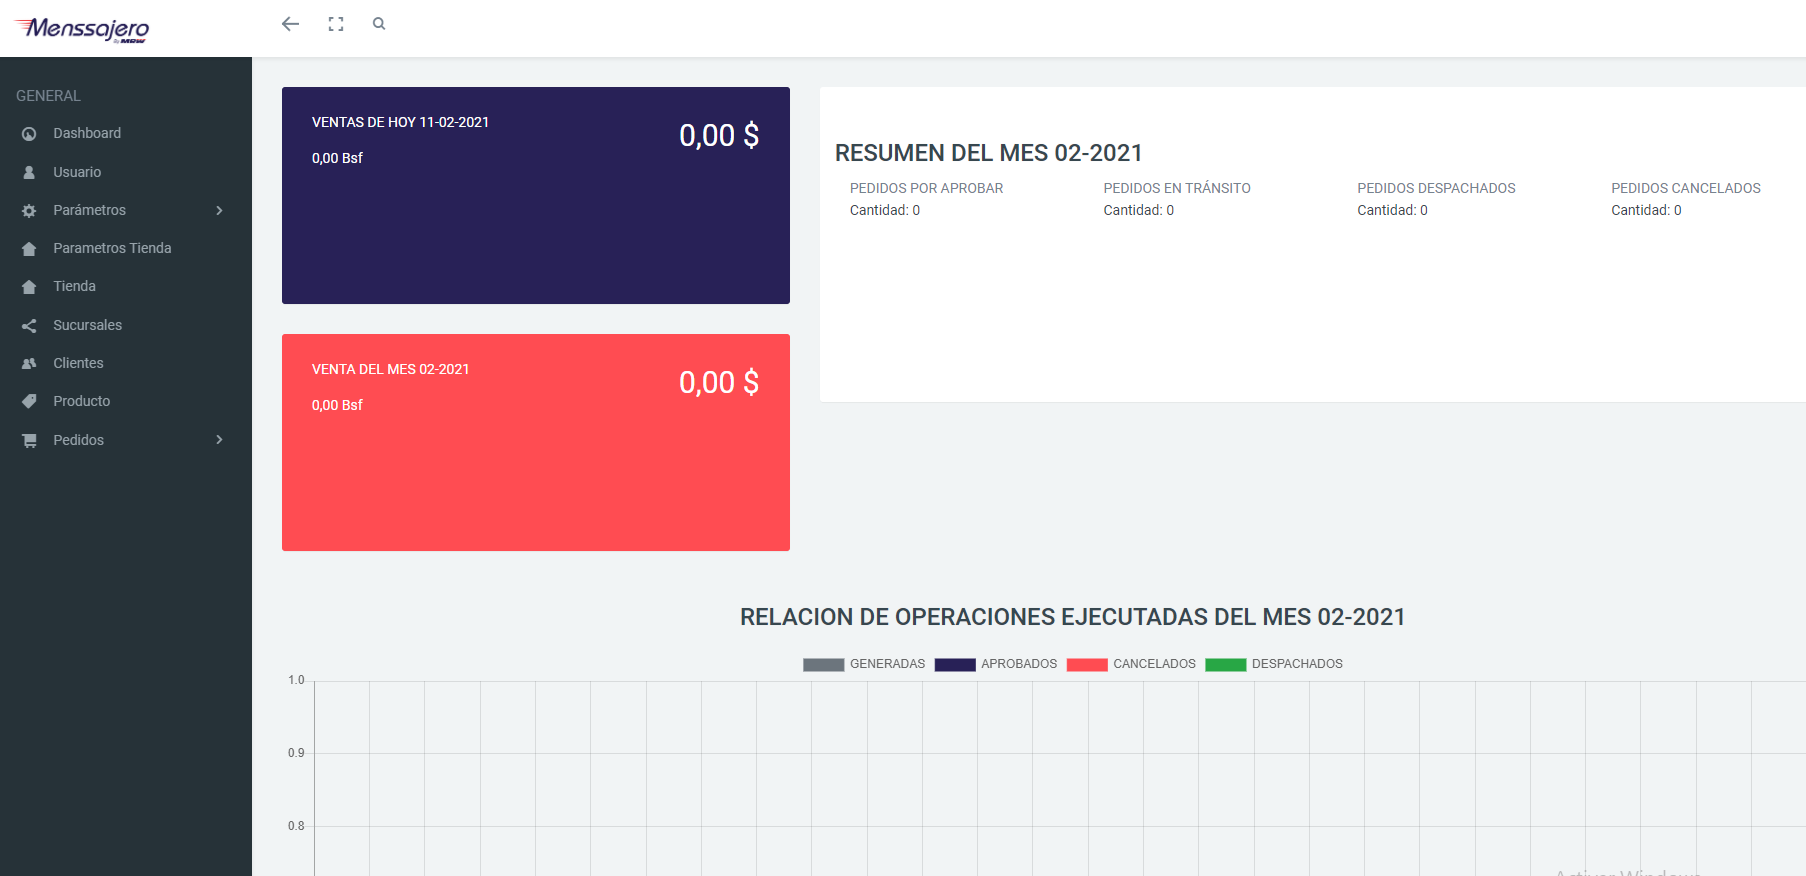 Menssajero
By MRW
GENERAL
Dashboard
Usuario
Parámetros
Parametros Tienda
Tienda
Sucursales
Clientes
Producto
Pedidos
VENTAS DE HOY 11-02-2021
0,00 $
0,00 Bsf
VENTA DEL MES 02-2021
0,00 $
0,00 Bsf
RESUMEN DEL MES 02-2021
PEDIDOS POR APROBAR
Cantidad: 0
PEDIDOS EN TRÁNSITO
Cantidad: 0
PEDIDOS DESPACHADOS
Cantidad: 0
PEDIDOS CANCELADOS
Cantidad: 0
RELACION DE OPERACIONES EJECUTADAS DEL MES 02-2021
GENERADAS APROBADOS CANCELADOS DESPACHADOS
1.0
0.9
0.8
Activar Windows